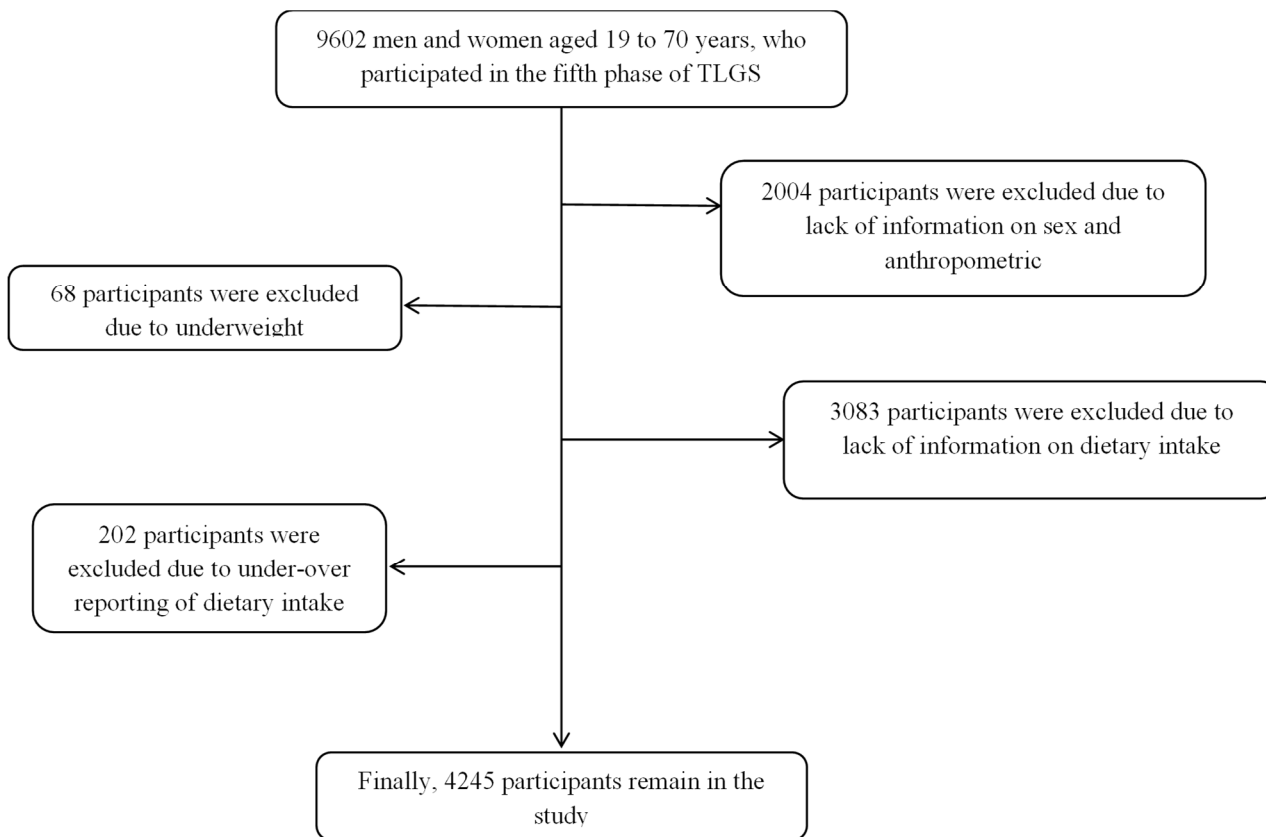 9602 men and women aged 19 to 70 years, who
participated in the fifth phase of TLGS
2004 participants were excluded due to
lack of information on sex and
anthropometric
68 participants were excluded
due to underweight
3083 participants were excluded due to
lack of information on dietary intake
202 participants were
excluded due to under-over
reporting of dietary intake
Finally, 4245 participants remain in the
study